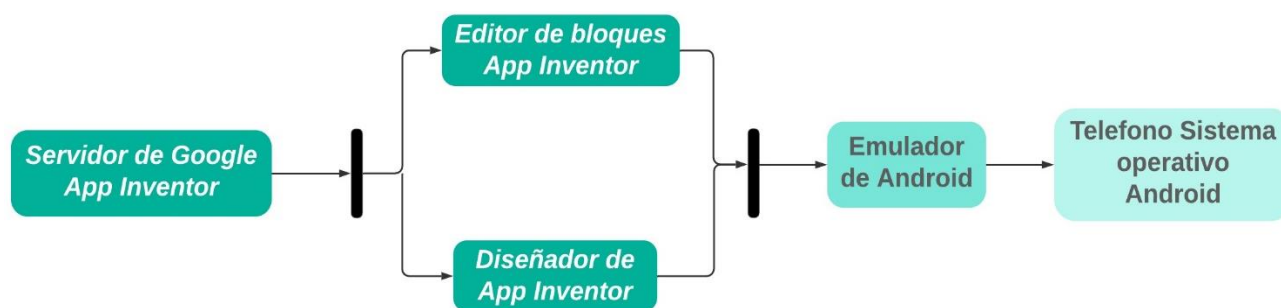 Servidor de Google
App Inventor
Editor de bloques
App Inventor
Diseñador de
App Inventor
Emulador
de Android
Telefono Sistema
operativo
Android